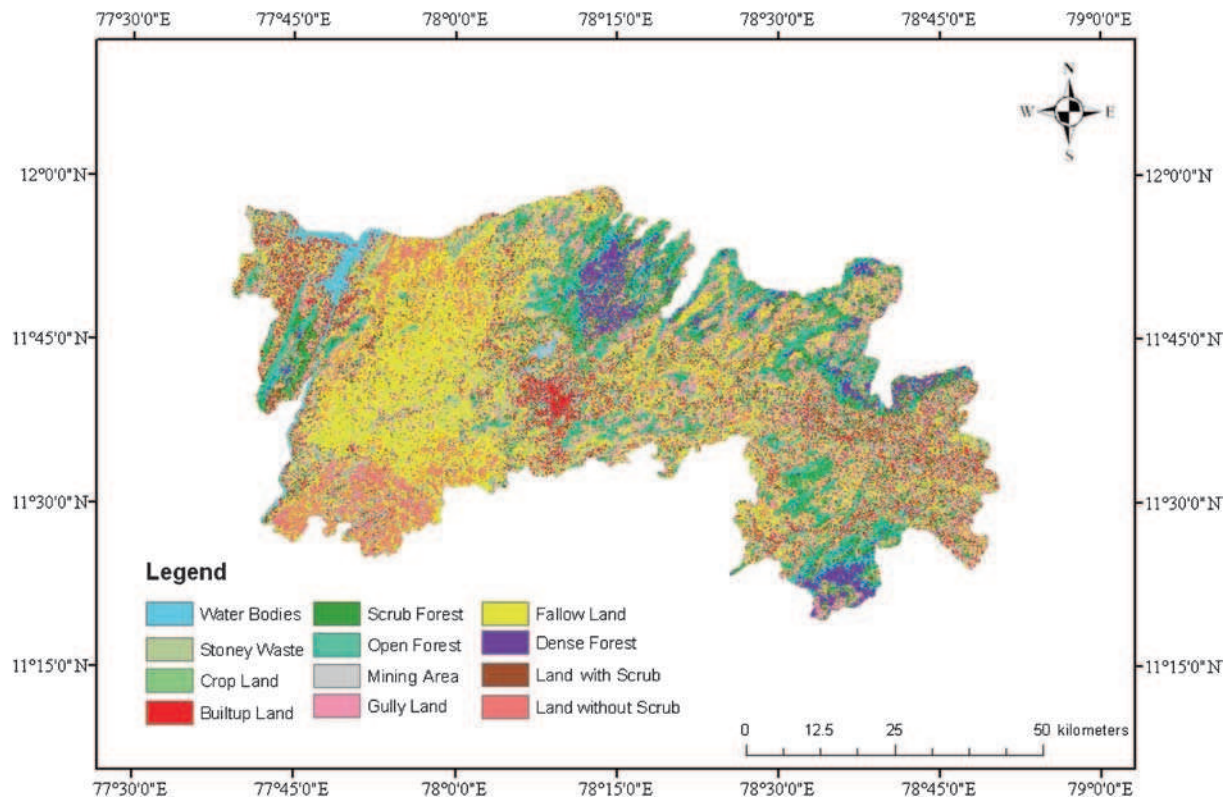 77°30'0"E 77°45'0"E 78°0'0"E 78°15'0"E 78°30'0"E 78°45'0"E 79°0'0"E
N
W E
S
12°0'0"N 12°0'0"N
11°45'0"N 11°45'0"N
11°30'0"N 11°30'0"N
11°15'0"N 11°15'0"N
Legend
Water Bodies Scrub Forest Fallow Land
Stoney Waste Open Forest Dense Forest
Crop Land Mining Area Land with Scrub
Builtup Land Gully Land Land without Scrub
0 12.5 25 50 kilometers
77°30'0"E 77°45'0"E 78°0'0"E 78°15'0"E 78°30'0"E 78°45'0"E 79°0'0"E